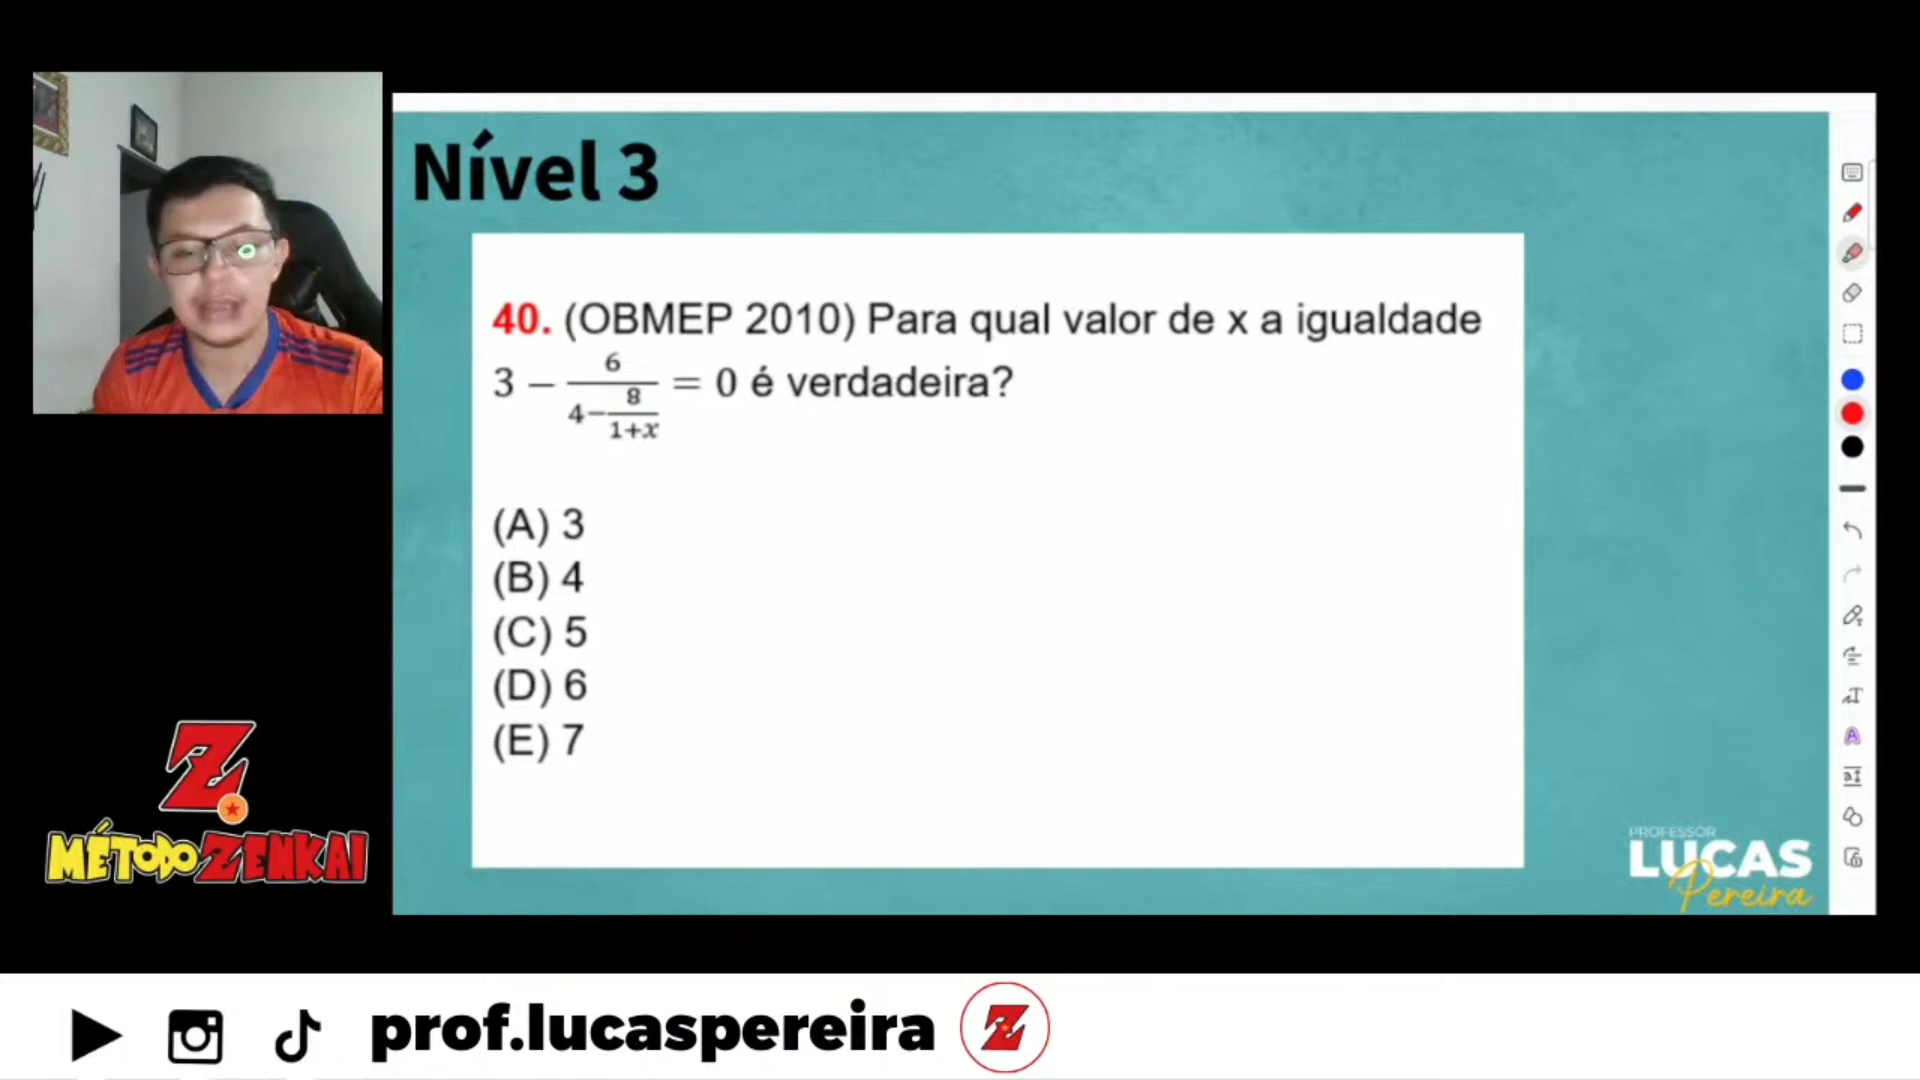 Nível 3
40. (OBMEP 2010) Para qual valor de x a igualdade
3 − 6/(4−8/(1+x)) = 0 é verdadeira?
(A) 3
(B) 4
(C) 5
(D) 6
(E) 7
Z
MÉTODO ZENKAI
PROFESSOR
LUCAS
Pereira
prof.lucaspereira
Z